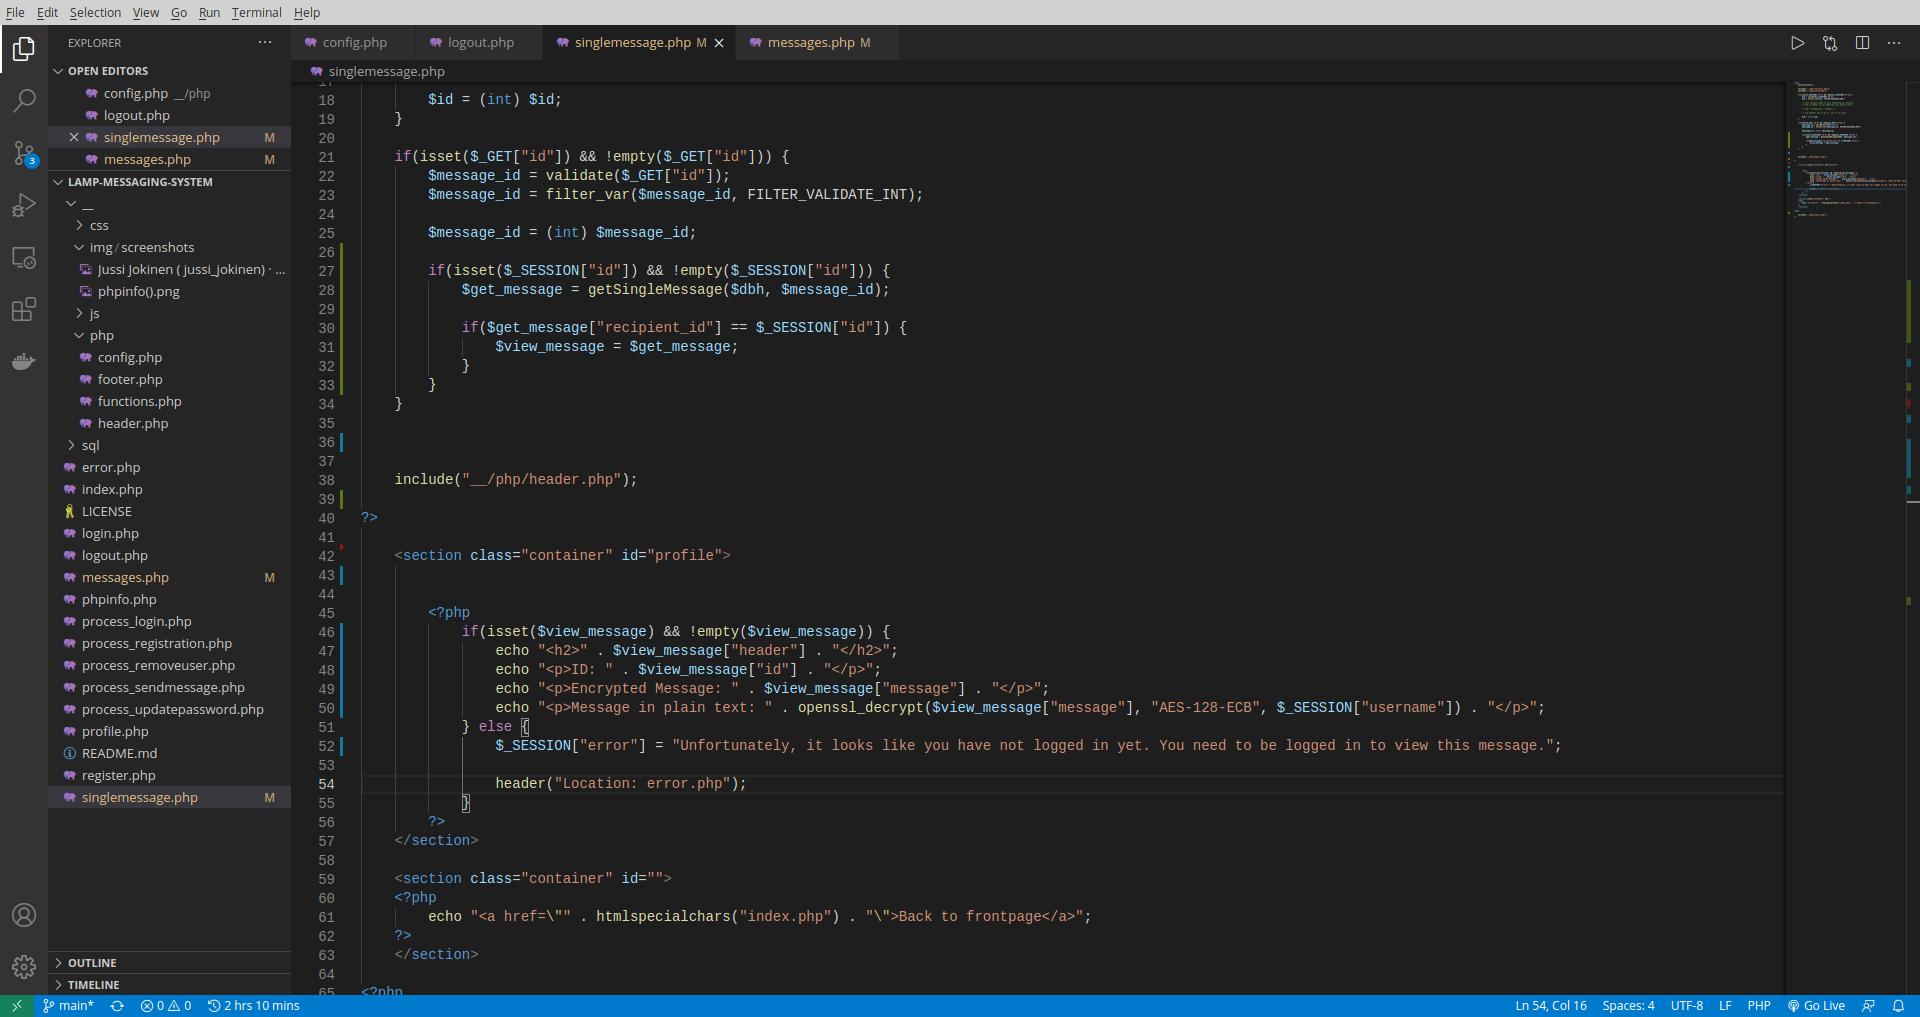 File Edit Selection View Go Run Terminal Help
EXPLORER
OPEN EDITORS
config.php __/php
logout.php
singlemessage.php M
messages.php M
LAMP-MESSAGING-SYSTEM
__
css
img/screenshots
Jussi Jokinen ( jussi_jokinen) · ...
phpinfo().png
js
php
config.php
footer.php
functions.php
header.php
sql
error.php
index.php
LICENSE
login.php
logout.php
messages.php M
phpinfo.php
process_login.php
process_registration.php
process_removeuser.php
process_sendmessage.php
process_updatepassword.php
profile.php
README.md
register.php
singlemessage.php M
OUTLINE
TIMELINE
3
config.php logout.php singlemessage.php M messages.php M
singlemessage.php
17
18 $id = (int) $id;
19 }
20
21 if(isset($_GET["id"]) && !empty($_GET["id"])) {
22 $message_id = validate($_GET["id"]);
23 $message_id = filter_var($message_id, FILTER_VALIDATE_INT);
24
25 $message_id = (int) $message_id;
26
27 if(isset($_SESSION["id"]) && !empty($_SESSION["id"])) {
28 $get_message = getSingleMessage($dbh, $message_id);
29
30 if($get_message["recipient_id"] == $_SESSION["id"]) {
31 $view_message = $get_message;
32 }
33 }
34 }
35
36
37
38 include("__/php/header.php");
39
40 ?>
41
42 <section class="container" id="profile">
43
44
45 <?php
46 if(isset($view_message) && !empty($view_message)) {
47 echo "<h2>" . $view_message["header"] . "</h2>";
48 echo "<p>ID: " . $view_message["id"] . "</p>";
49 echo "<p>Encrypted Message: " . $view_message["message"] . "</p>";
50 echo "<p>Message in plain text: " . openssl_decrypt($view_message["message"], "AES-128-ECB", $_SESSION["username"]) . "</p>";
51 } else {
52 $_SESSION["error"] = "Unfortunately, it looks like you have not logged in yet. You need to be logged in to view this message.";
53
54 header("Location: error.php");
55 }
56 ?>
57 </section>
58
59 <section class="container" id="">
60 <?php
61 echo "<a href=\"" . htmlspecialchars("index.php") . "\">Back to frontpage</a>";
62 ?>
63 </section>
64
65 <?php
main* 0 0 2 hrs 10 mins Ln 54, Col 16 Spaces: 4 UTF-8 LF PHP Go Live